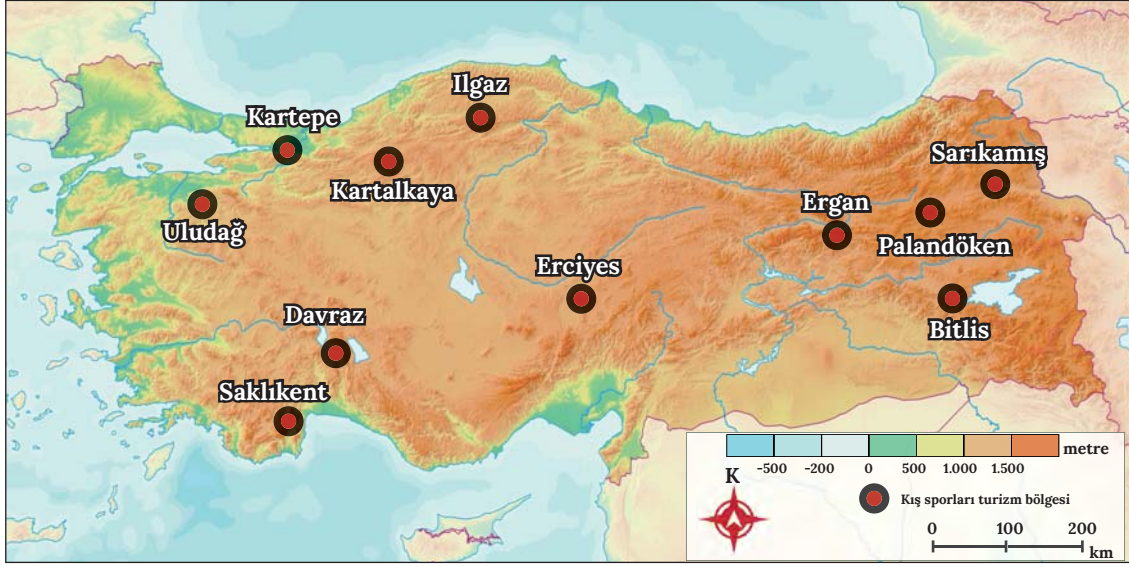 Ilgaz
Kartepe
Kartalkaya
Sarıkamış
Ergan
Uludağ
Palandöken
Erciyes
Davraz
Bitlis
Saklıkent
metre
-500 -200 0 500 1.000 1.500
K
Kış sporları turizm bölgesi
0 100 200
km